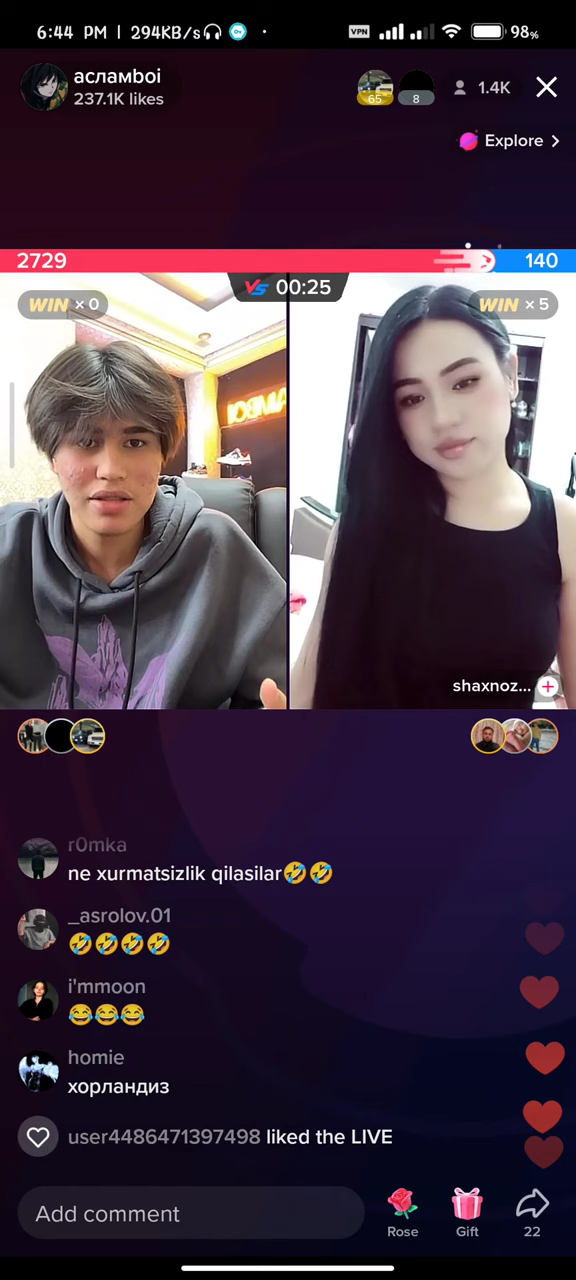 6:44 PM | 294KB/s
VPN
98%
асламboi
237.1K likes
65
8
1.4K
Explore
2729
140
WIN × 0
VS 00:25
WIN × 5
shaxnoz...
r0mka
ne xurmatsizlik qilasilar🤣🤣
_asrolov.01
🤣🤣🤣🤣
i'mmoon
😂😂😂
homie
хорландиз
user4486471397498 liked the LIVE
Add comment
Rose
Gift
22